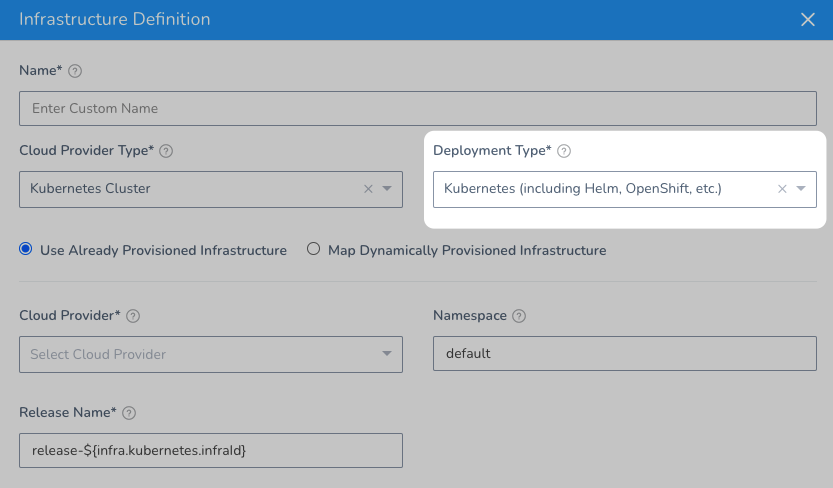 Infrastructure Definition
Name*
Enter Custom Name
Cloud Provider Type*
Deployment Type*
Kubernetes Cluster
Kubernetes (including Helm, OpenShift, etc.)
Use Already Provisioned Infrastructure
Map Dynamically Provisioned Infrastructure
Cloud Provider*
Namespace
Select Cloud Provider
default
Release Name*
release-${infra.kubernetes.infraId}